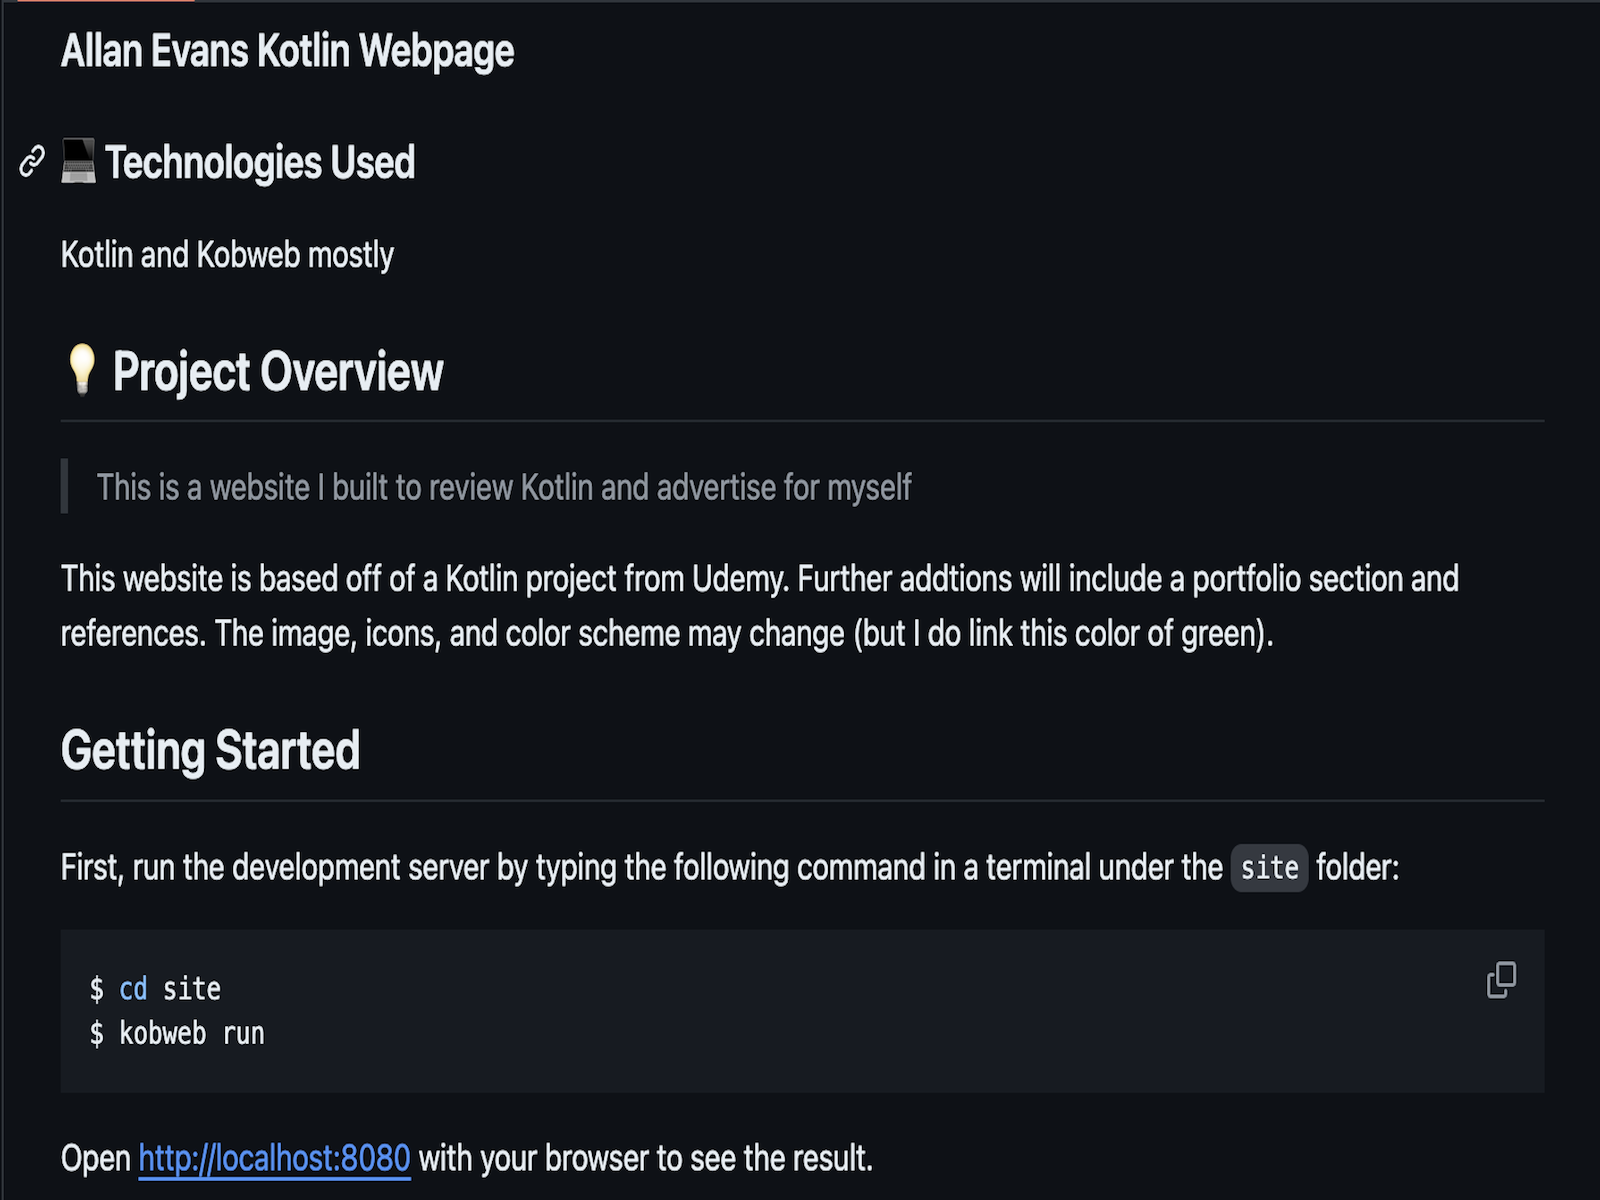 Allan Evans Kotlin Webpage
💻 Technologies Used
Kotlin and Kobweb mostly
💡 Project Overview
This is a website I built to review Kotlin and advertise for myself
This website is based off of a Kotlin project from Udemy. Further addtions will include a portfolio section and
references. The image, icons, and color scheme may change (but I do link this color of green).
Getting Started
First, run the development server by typing the following command in a terminal under the site folder:
$ cd site
$ kobweb run
Open http://localhost:8080 with your browser to see the result.